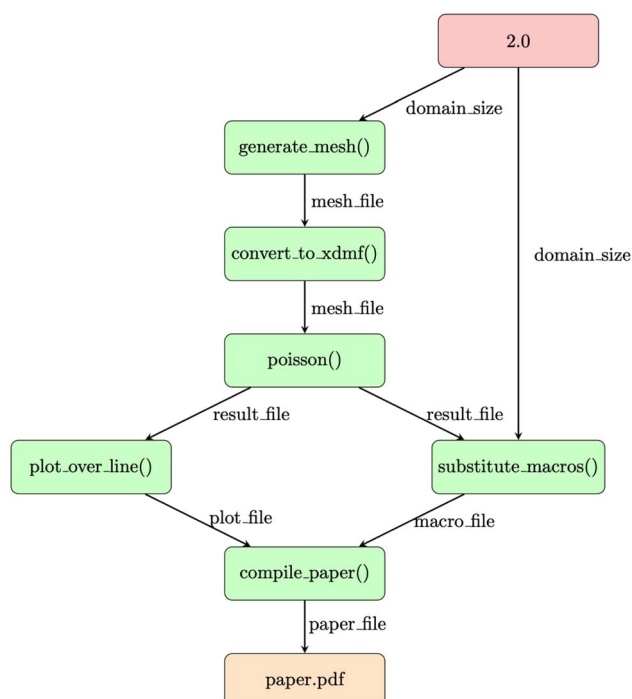 2.0
domain_size
generate_mesh()
mesh_file
convert_to_xdmf()
domain_size
mesh_file
poisson()
result_file
result_file
plot_over_line()
substitute_macros()
plot_file
macro_file
compile_paper()
paper_file
paper.pdf